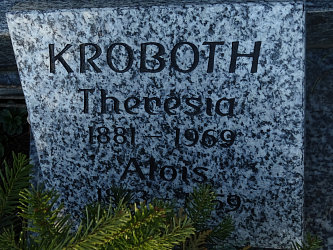 KROBOTH
Theresia
1881 – 1969
Alois